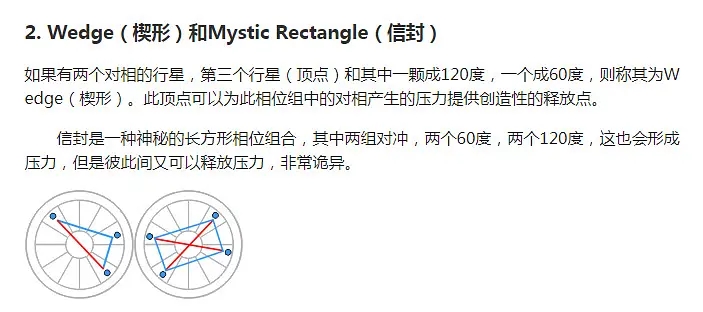 2. Wedge（楔形）和Mystic Rectangle（信封）
如果有两个对相的行星，第三个行星（顶点）和其中一颗成120度，一个成60度，则称其为W
edge（楔形）。此顶点可以为此相位组中的对相产生的压力提供创造性的释放点。
信封是一种神秘的长方形相位组合，其中两组对冲，两个60度，两个120度，这也会形成
压力，但是彼此间又可以释放压力，非常诡异。